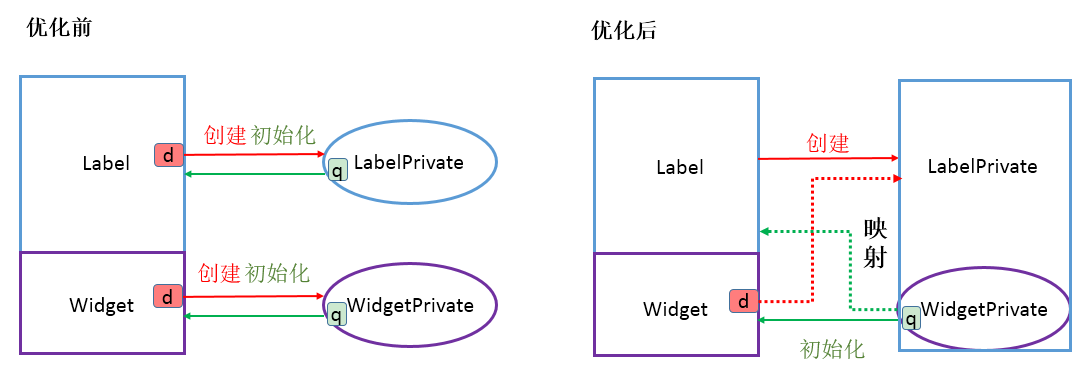 优化前
创建 初始化
Label
d
q
LabelPrivate
创建 初始化
Widget
d
q
WidgetPrivate
优化后
创建
Label
LabelPrivate
映
射
Widget
d
q
WidgetPrivate
初始化